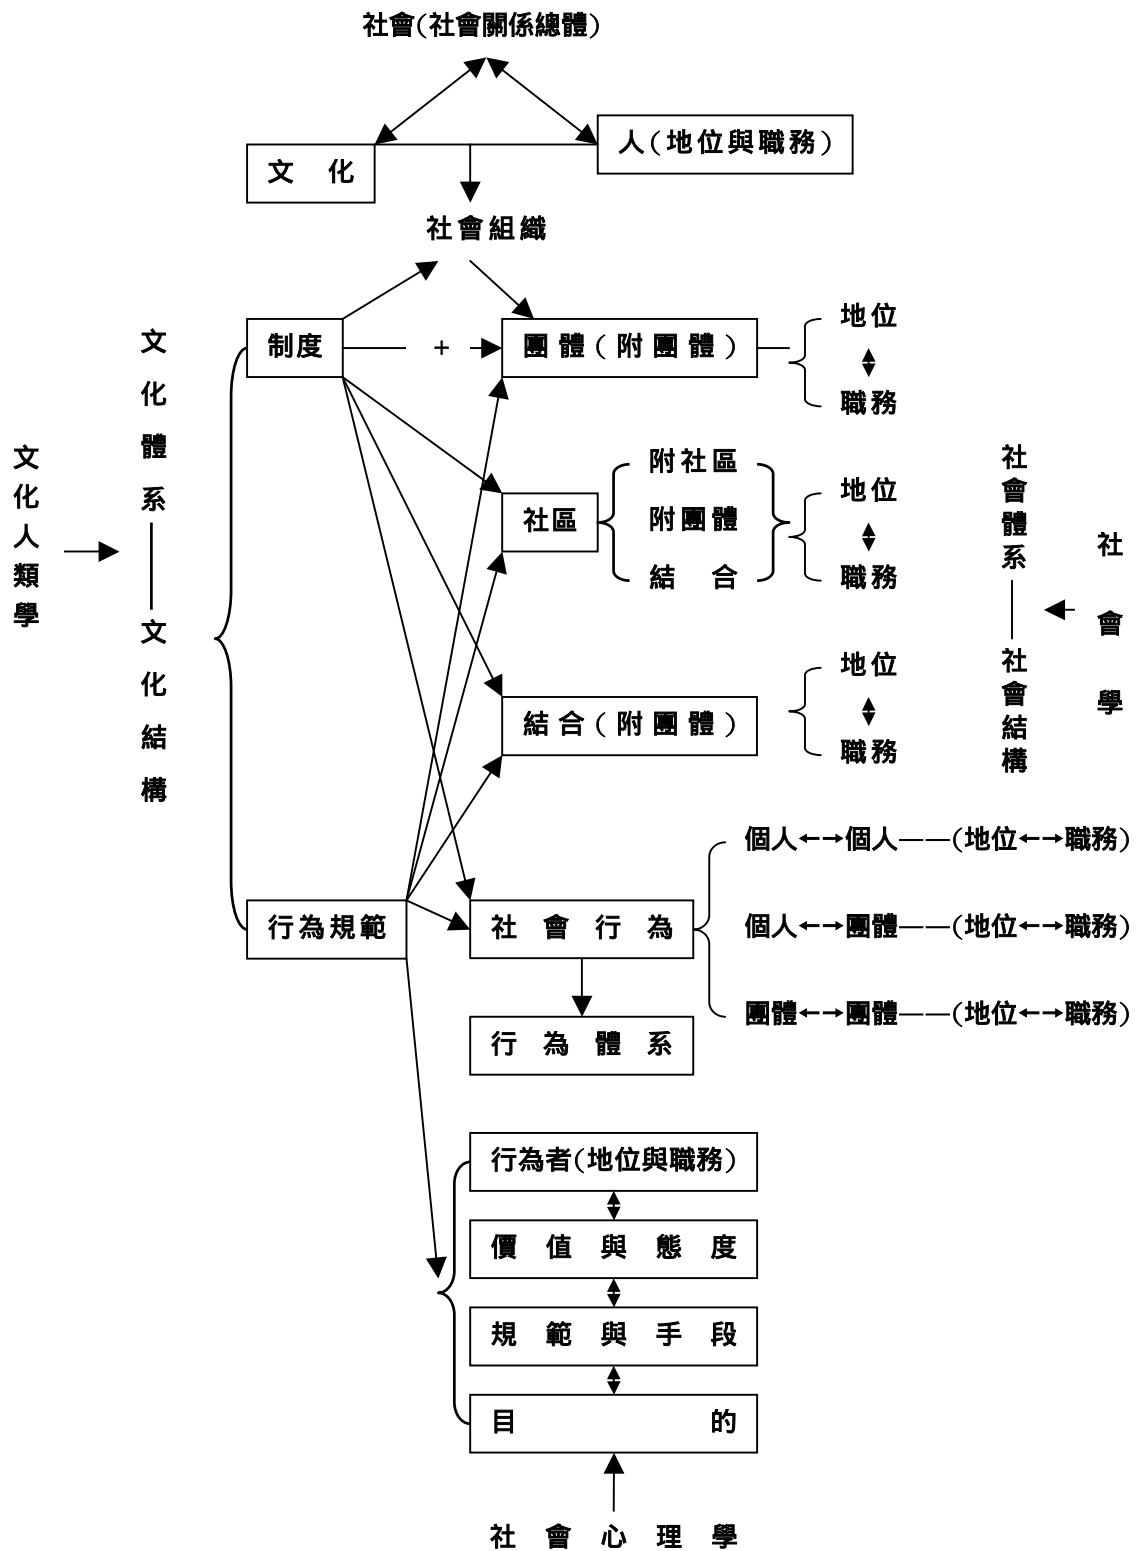 社會(社會關係總體)
文 化
人(地位與職務)
社會組織
制度
+
團體(附團體)
地位
職務
文化體系——文化結構
文化人類學
社區
附社區
附團體
結 合
地位
職務
社會體系——社會結構
社會學
結合(附團體)
地位
職務
個人←→個人——(地位←→職務)
行為規範
社會行為
個人←→團體——(地位←→職務)
團體←→團體——(地位←→職務)
行為體系
行為者(地位與職務)
價值與態度
規範與手段
目 的
社會心理學